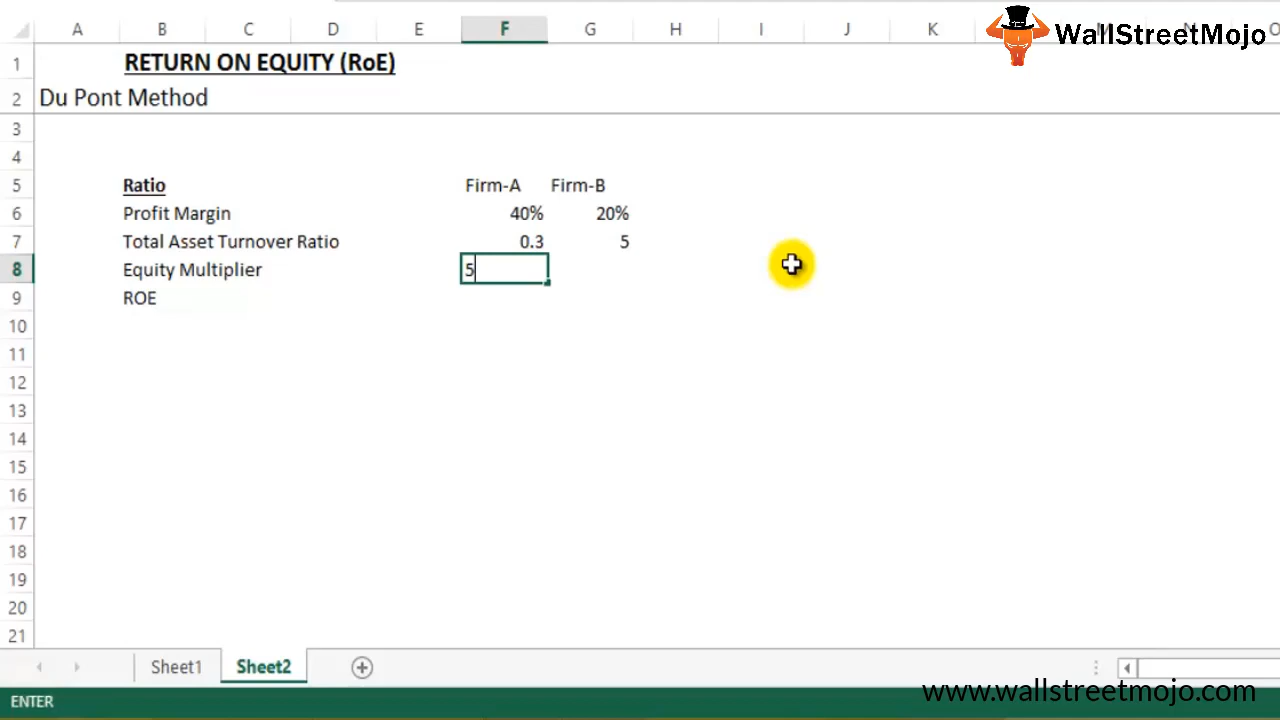 A B C D E F G H I J K M N O
WallStreetMojo
1 RETURN ON EQUITY (RoE)
2 Du Pont Method
3
4
5 Ratio Firm-A Firm-B
6 Profit Margin 40% 20%
7 Total Asset Turnover Ratio 0.3 5
8 Equity Multiplier 5
9 ROE
10
11
12
13
14
15
16
17
18
19
20
21
Sheet1 Sheet2
ENTER
www.wallstreetmojo.com